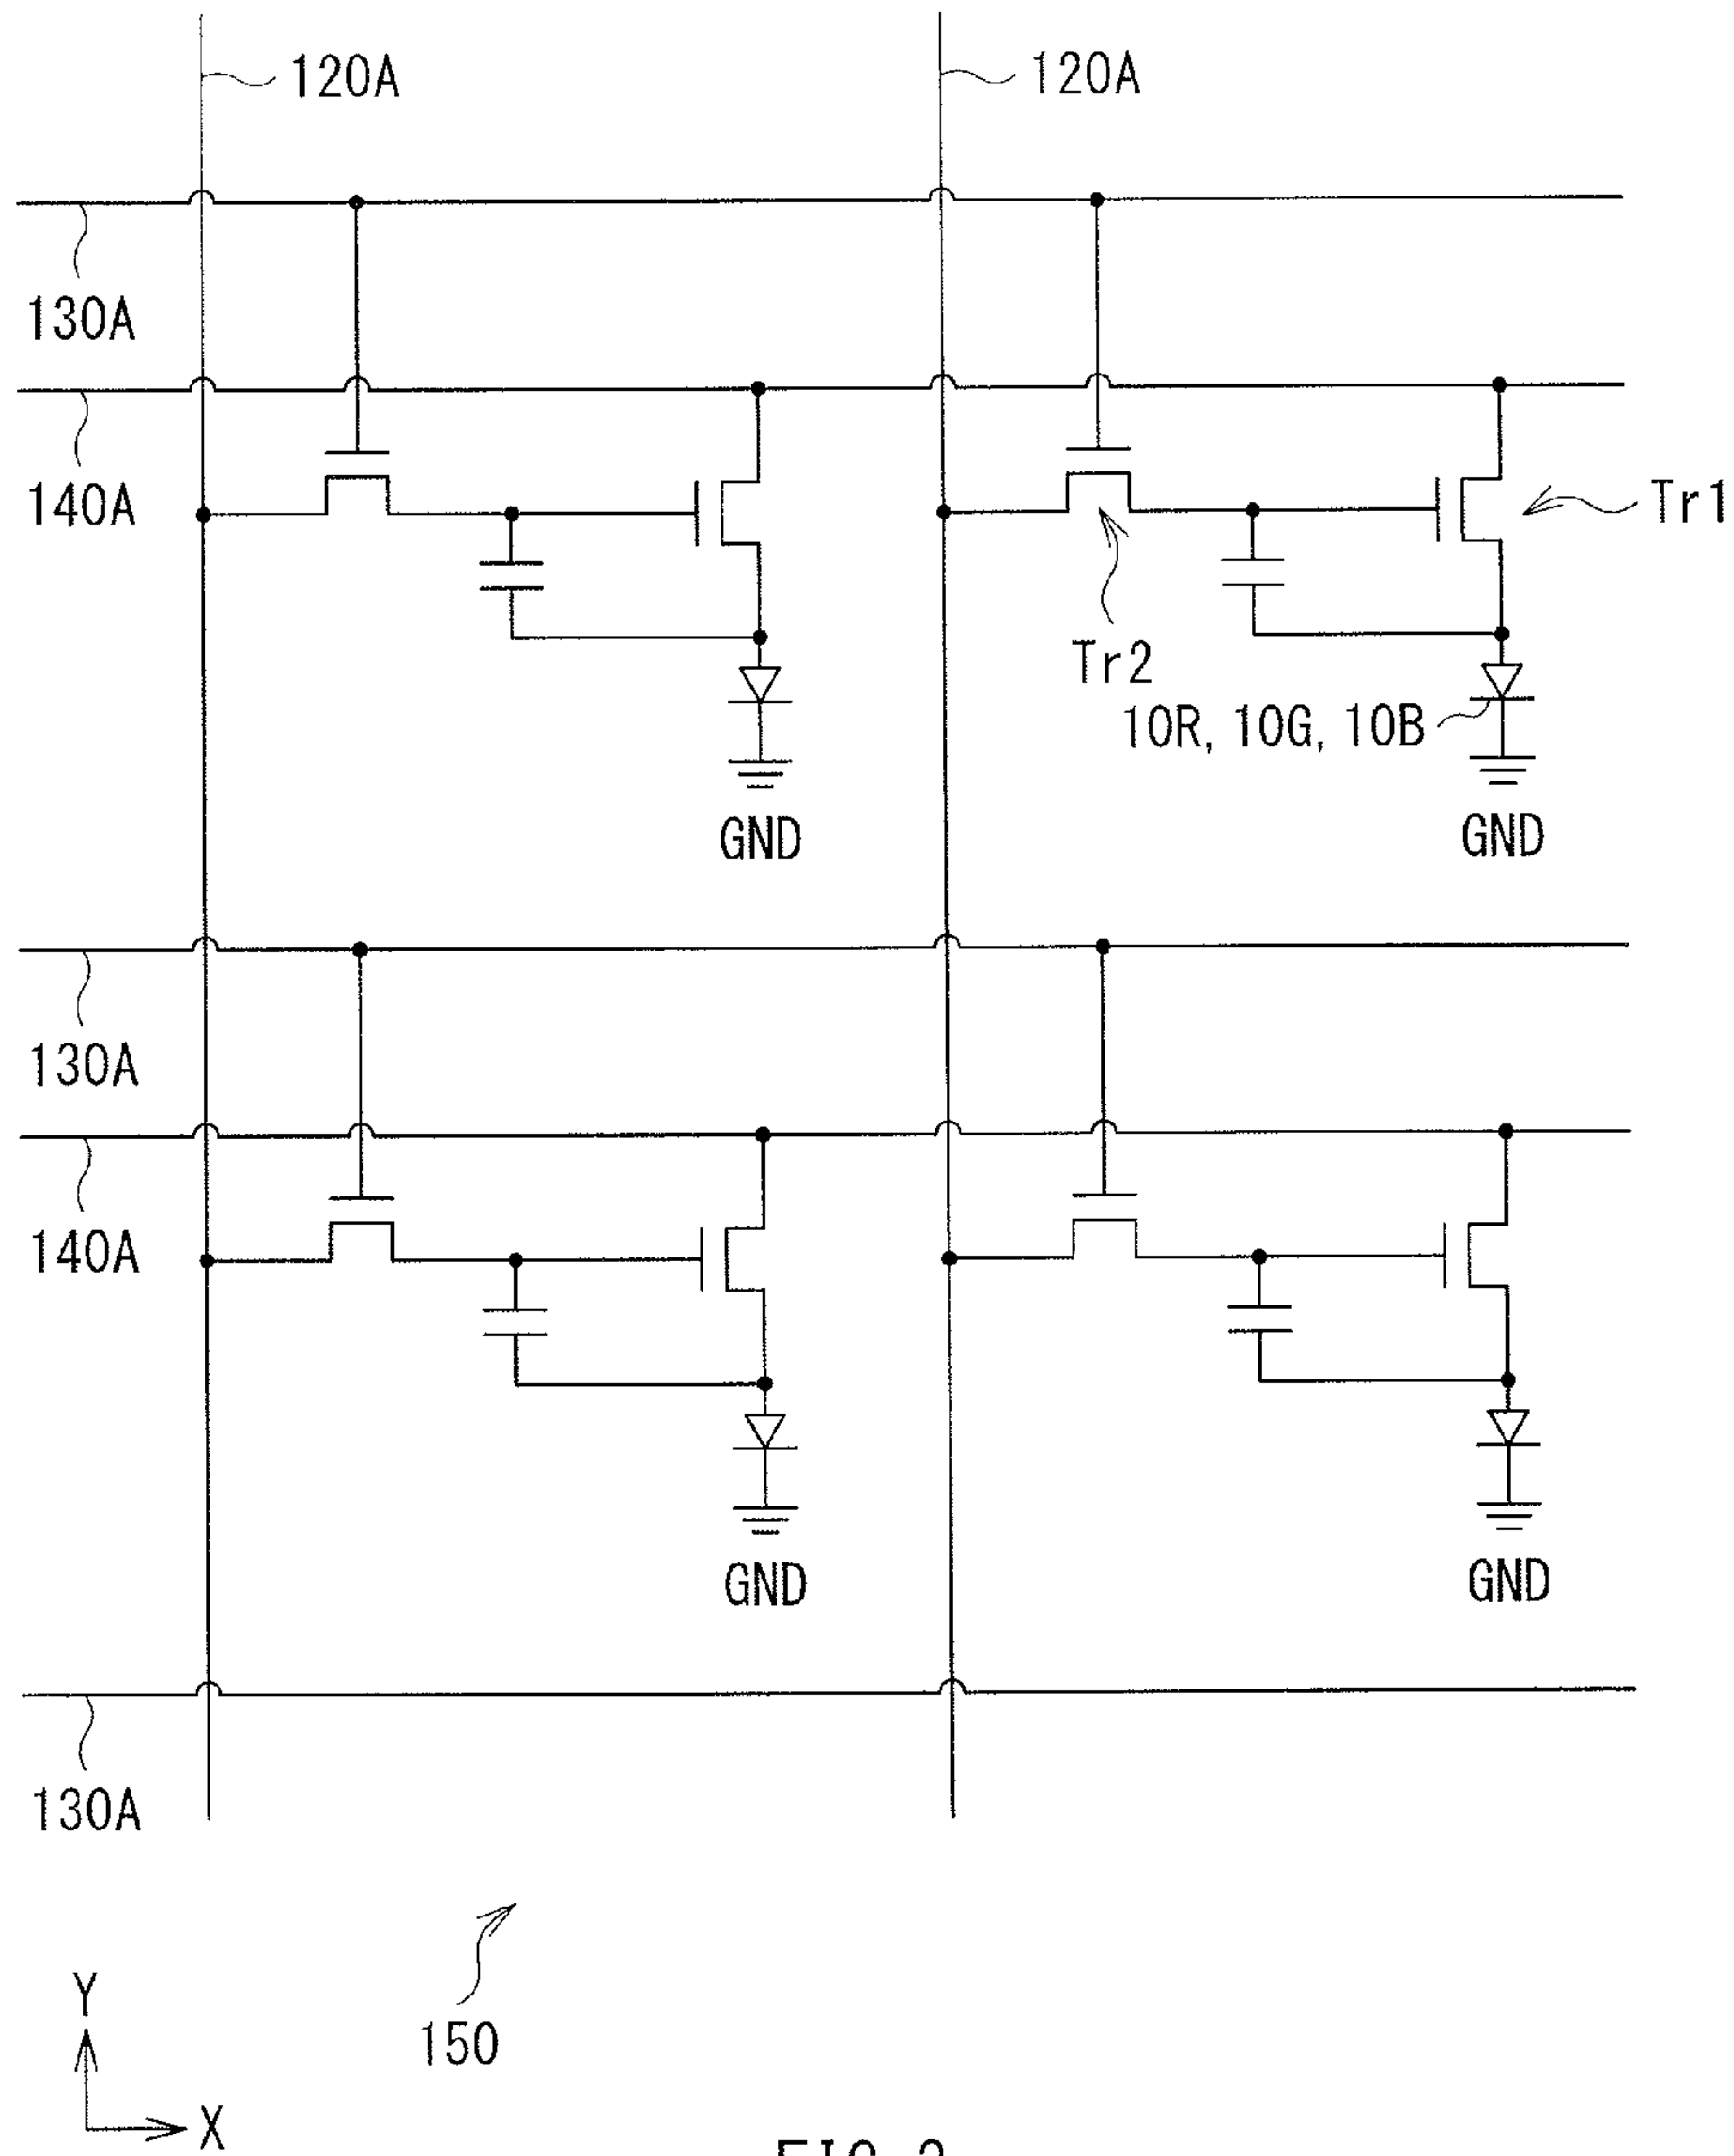 120A
120A
130A
140A
Tr1
Tr2
10R, 10G, 10B
GND
GND
130A
140A
GND
GND
130A
150
Y
X